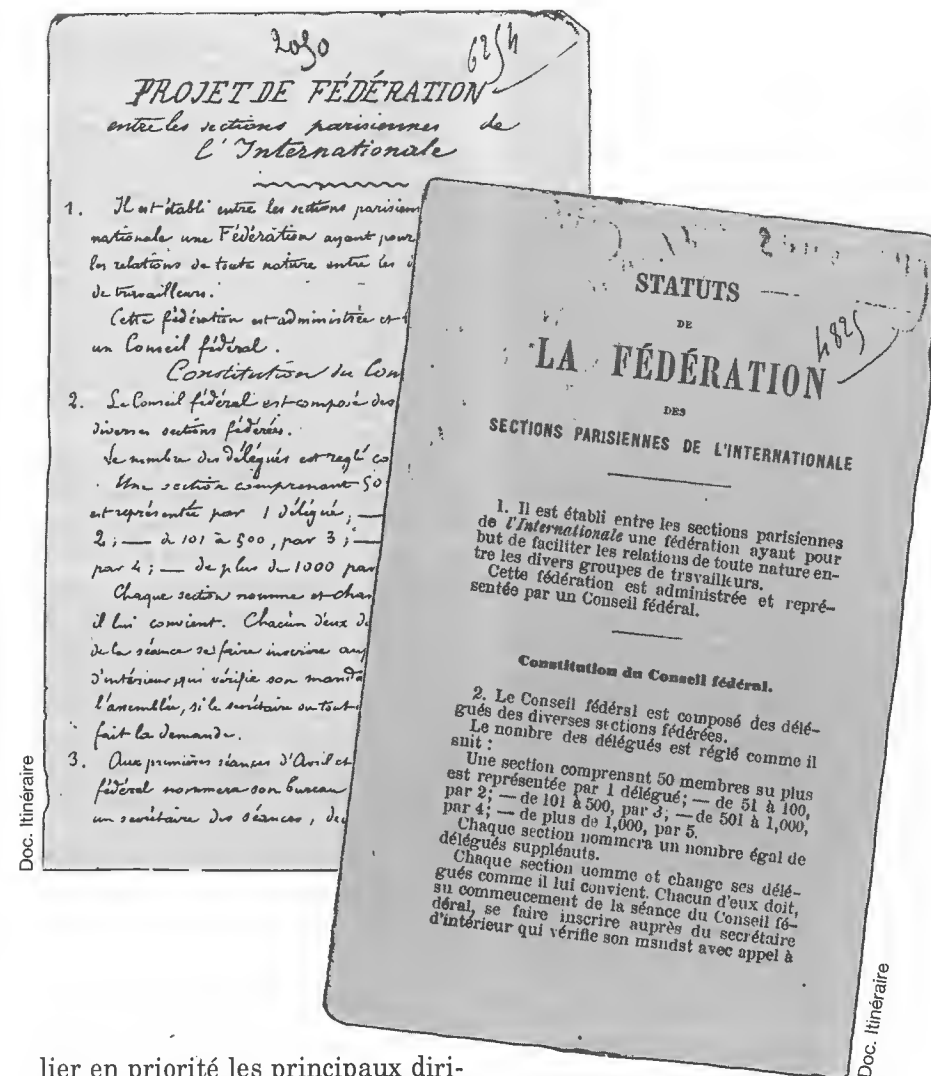 2050
6254
PROJET DE FÉDÉRATION
entre les sections parisiennes de
l'Internationale
1. Il est établi entre les sections parisien
nationale une Fédération ayant pour
les relations de toute nature entre les
de travailleurs.
Cette fédération est administrée et
un Conseil fédéral.
Constitution du Con
2. Le Conseil fédéral est composé des
diverses sections fédérées.
Le nombre des délégués est reglé co
Une section comprenant 50
est représentée par 1 délégué, —
2; — de 101 à 500, par 3; —
par 4; — de plus de 1000 par
Chaque section nomme et chan
il lui convient. Chacun d'eux d
de la séance se faire inscrire aup
d'intérieur, qui vérifie son manda
l'assemblée, si le secrétaire ou tout
fait la demande.
3. Aux premières séances d'Avril et
fédéral nommera son bureau
un secrétaire des séances, de
Doc. Itinéraire
STATUTS
DE
LA FÉDÉRATION
4825
DES
SECTIONS PARISIENNES DE L'INTERNATIONALE
1. Il est établi entre les sections parisiennes
de l'Internationale une fédération ayant pour
but de faciliter les relations de toute nature en-
tre les divers groupes de travailleurs.
Cette fédération est administrée et repré-
sentée par un Conseil fédéral.
Constitution du Conseil fédéral.
2. Le Conseil fédéral est composé des délé-
gués des diverses sections fédérées.
Le nombre des délégués est réglé comme il
suit :
Une section comprenant 50 membres au plus
est représentée par 1 délégué; — de 51 à 100,
par 2; — de 101 à 500, par 3; — de 501 à 1,000,
par 4; — de plus de 1,000, par 5.
Chaque section nommera un nombre égal de
délégués suppléants.
Chaque section nomme et change ses délé-
gués comme il lui convient. Chacun d'eux doit,
au commencement de la séance du Conseil fé-
déral, se faire inscrire auprès du secrétaire
d'intérieur qui vérifie son mandat avec appel à
Doc. Itinéraire
lier en priorité les principaux diri-